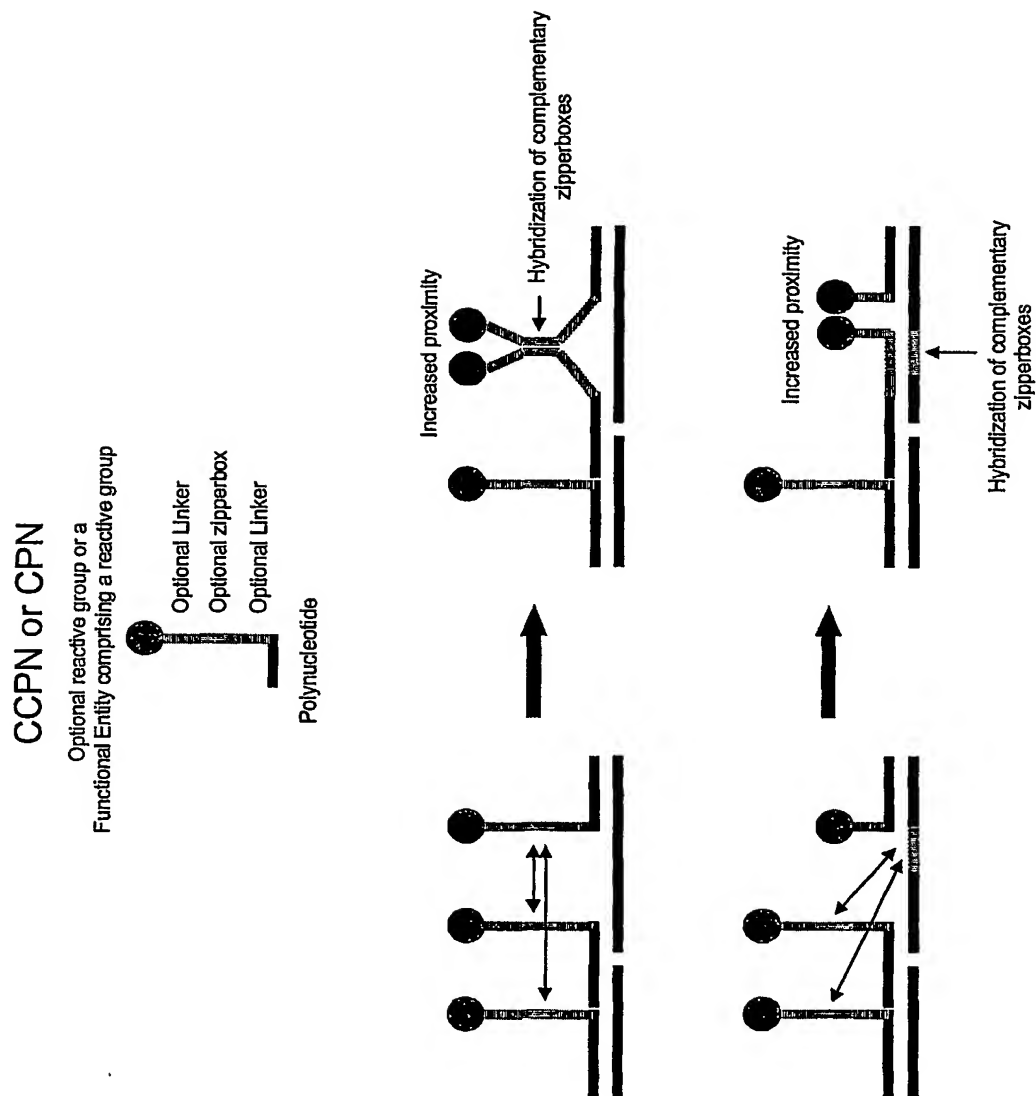 CCPN or CPN
Optional reactive group or a
Functional Entity comprising a reactive group
Optional Linker
Optional zipperbox
Optional Linker
Polynucleotide
Increased proximity
Hybridization of complementary
zipperboxes
Increased proximity
Hybridization of complementary
zipperboxes